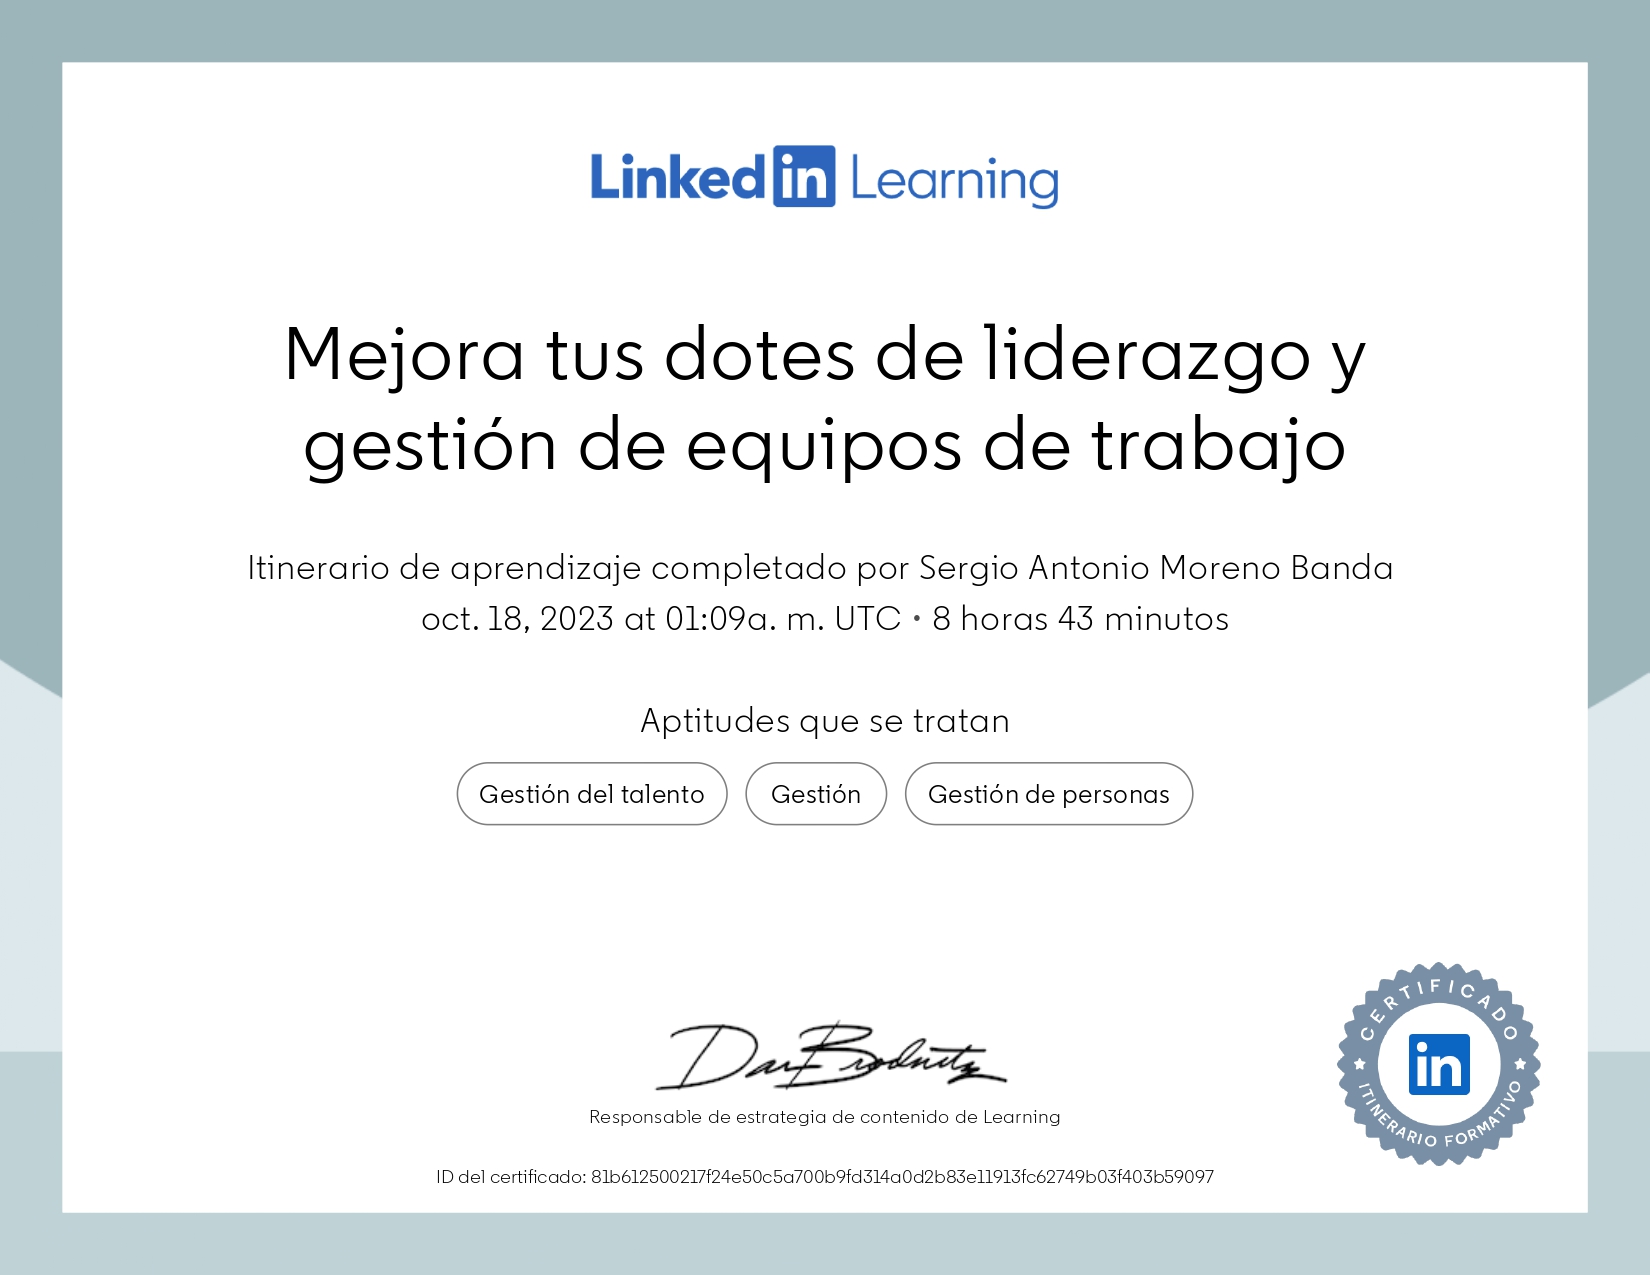 LinkedIn Learning
Mejora tus dotes de liderazgo y
gestión de equipos de trabajo
Itinerario de aprendizaje completado por Sergio Antonio Moreno Banda
oct. 18, 2023 at 01:09a. m. UTC • 8 horas 43 minutos
Aptitudes que se tratan
Gestión del talento Gestión Gestión de personas
Dan Brodnitz
Responsable de estrategia de contenido de Learning
CERTIFICADO
in
ITINERARIO FORMATIVO
ID del certificado: 81b612500217f24e50c5a700b9fd314a0d2b83e11913fc62749b03f403b59097